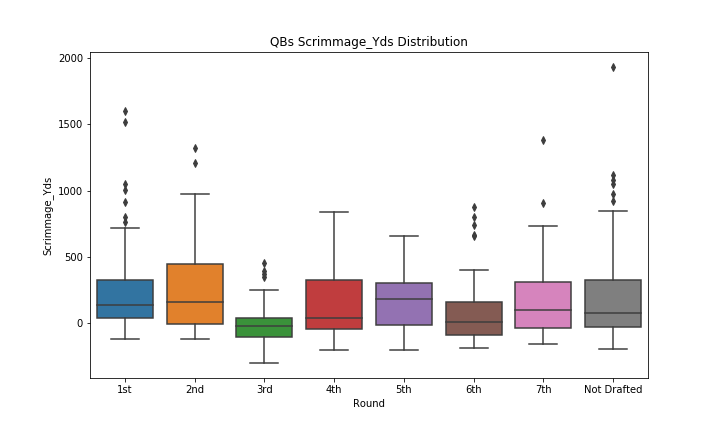 QBs Scrimmage_Yds Distribution
2000
1500
1000
500
0
Scrimmage_Yds
1st 2nd 3rd 4th 5th 6th 7th Not Drafted
Round